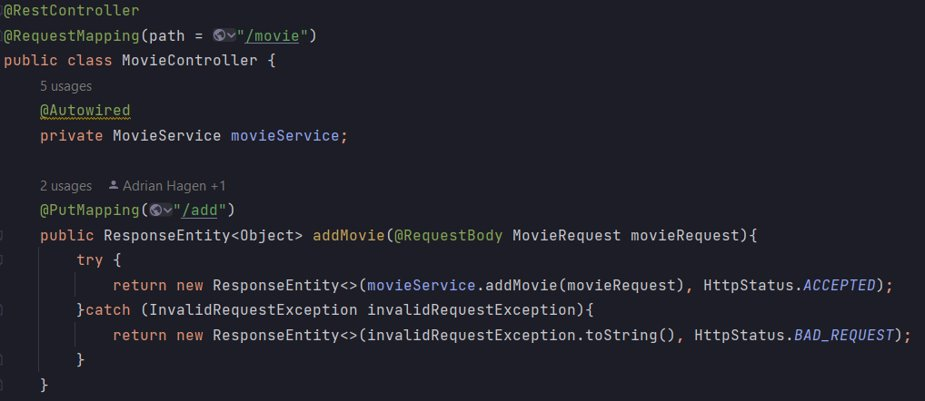 @RestController
@RequestMapping(path = "/movie")
public class MovieController {
5 usages
@Autowired
private MovieService movieService;
2 usages Adrian Hagen +1
@PutMapping("/add")
public ResponseEntity<Object> addMovie(@RequestBody MovieRequest movieRequest){
try {
return new ResponseEntity<>(movieService.addMovie(movieRequest), HttpStatus.ACCEPTED);
}catch (InvalidRequestException invalidRequestException){
return new ResponseEntity<>(invalidRequestException.toString(), HttpStatus.BAD_REQUEST);
}
}